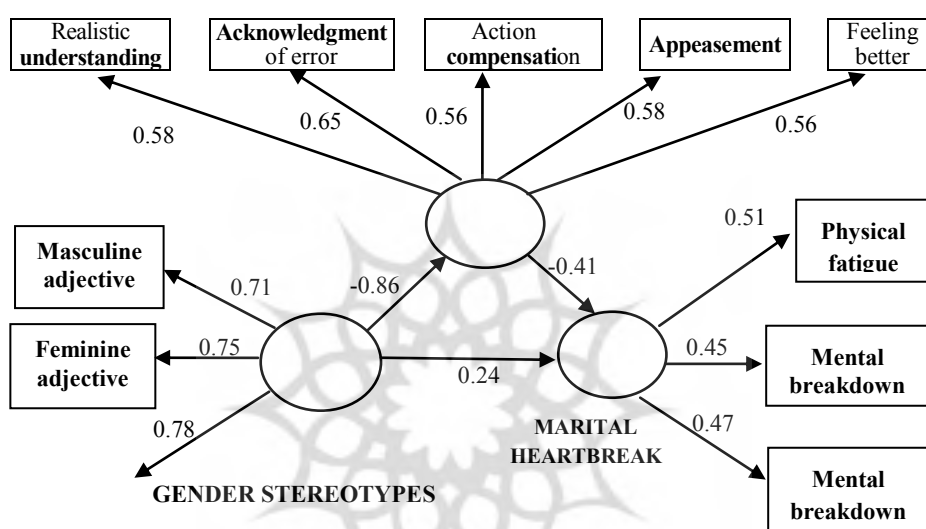 Realistic
understanding
Acknowledgment
of error
Action
compensation
Appeasement
Feeling
better
0.58
0.65
0.56
0.58
0.56
Masculine
adjective
0.71
-0.86
-0.41
0.51
Physical
fatigue
Feminine
adjective
0.75
0.24
0.45
Mental
breakdown
0.78
MARITAL
HEARTBREAK
0.47
GENDER STEREOTYPES
Mental
breakdown